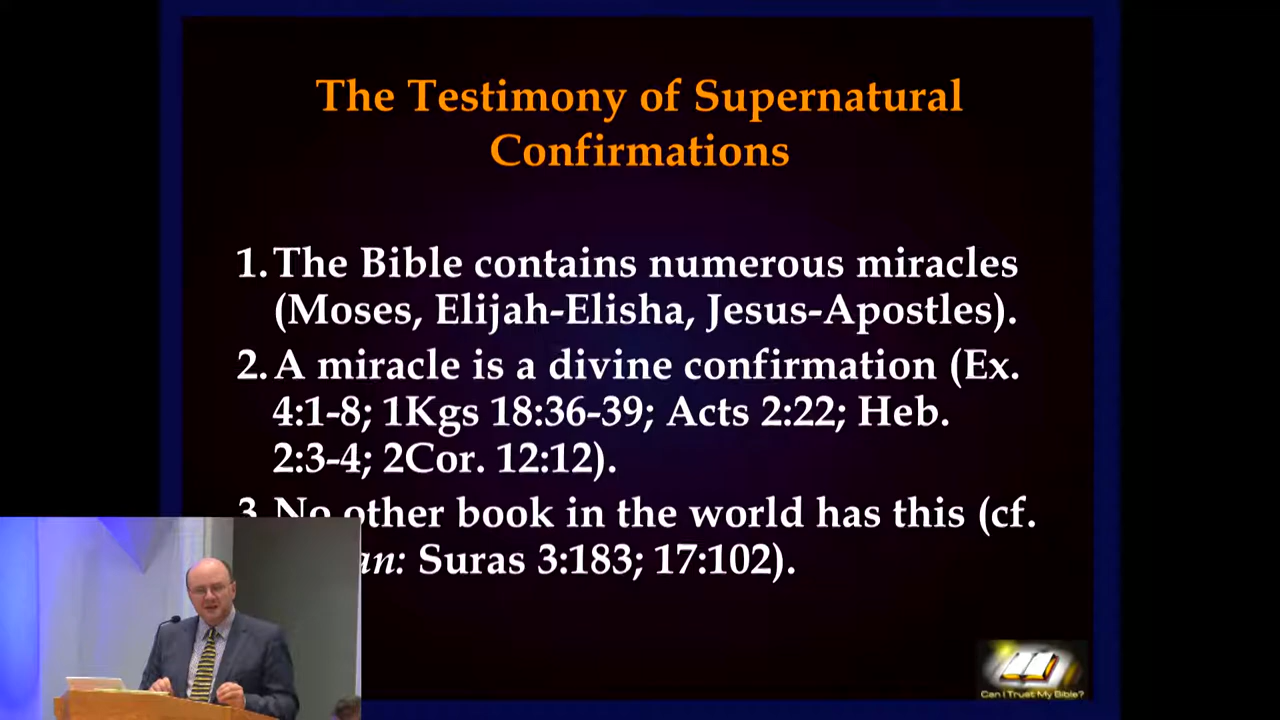 The Testimony of Supernatural
Confirmations
1. The Bible contains numerous miracles
(Moses, Elijah-Elisha, Jesus-Apostles).
2. A miracle is a divine confirmation (Ex.
4:1-8; 1Kgs 18:36-39; Acts 2:22; Heb.
2:3-4; 2Cor. 12:12).
3. No other book in the world has this (cf.
an: Suras 3:183; 17:102).
Can I Trust My Bible?